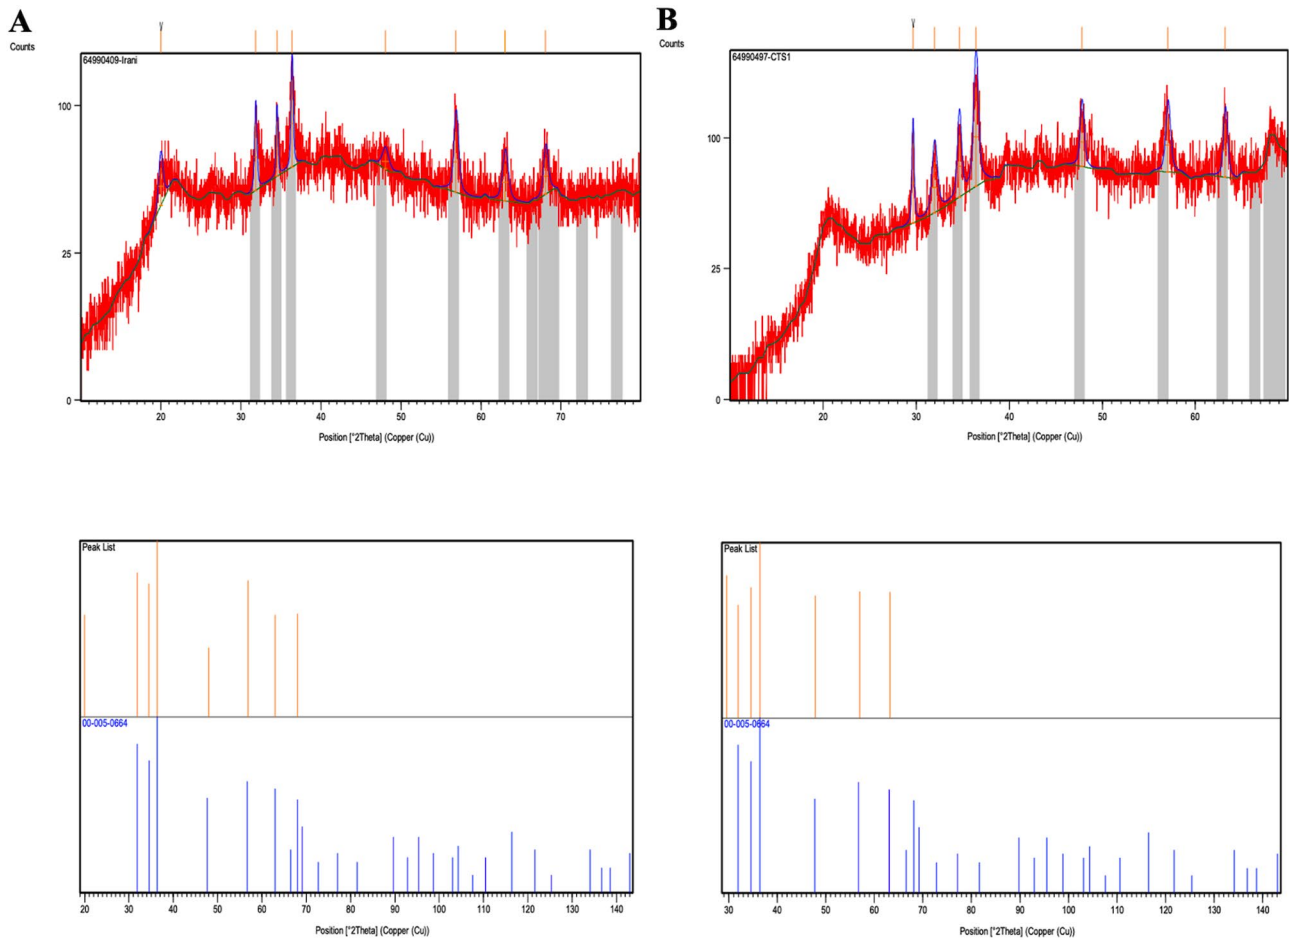 A
Counts
64990409-Irani
100
25
0
20 30 40 50 60 70
Position [°2Theta] (Copper (Cu))
B
Counts
64990497-CTS1
100
25
0
20 30 40 50 60
Position [°2Theta] (Copper (Cu))
Peak List
00-005-0664
20 30 40 50 60 70 80 90 100 110 120 130 140
Position [°2Theta] (Copper (Cu))
Peak List
00-005-0664
30 40 50 60 70 80 90 100 110 120 130 140
Position [°2Theta] (Copper (Cu))